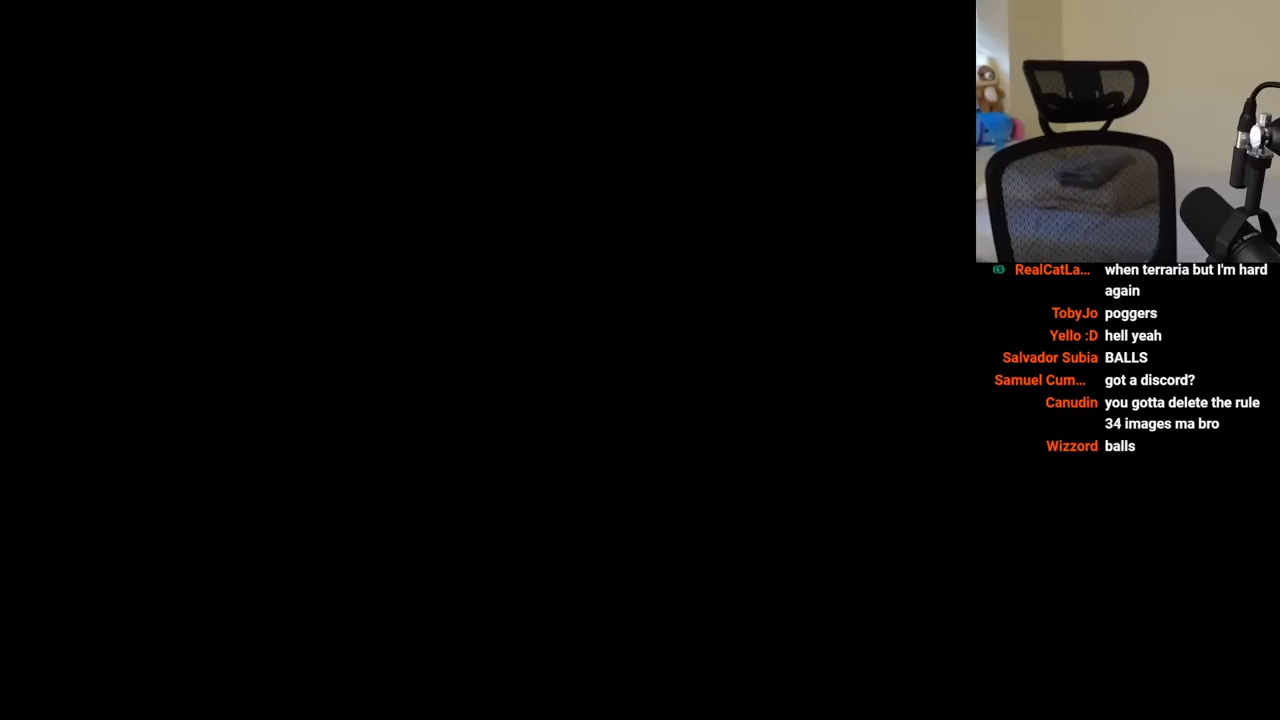 RealCatLa... when terraria but I'm hard
again
TobyJo poggers
Yello :D hell yeah
Salvador Subia BALLS
Samuel Cum... got a discord?
Canudin you gotta delete the rule
34 images ma bro
Wizzord balls